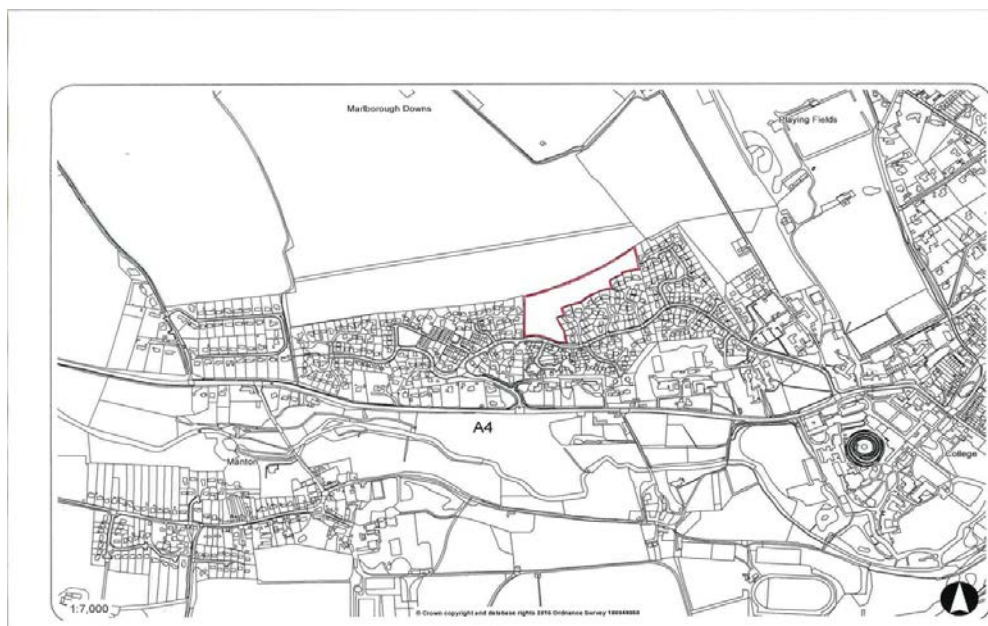 Marlborough Downs
Playing Fields
A4
Manton
College
1:7,000
© Crown copyright and database rights 2016 Ordnance Survey